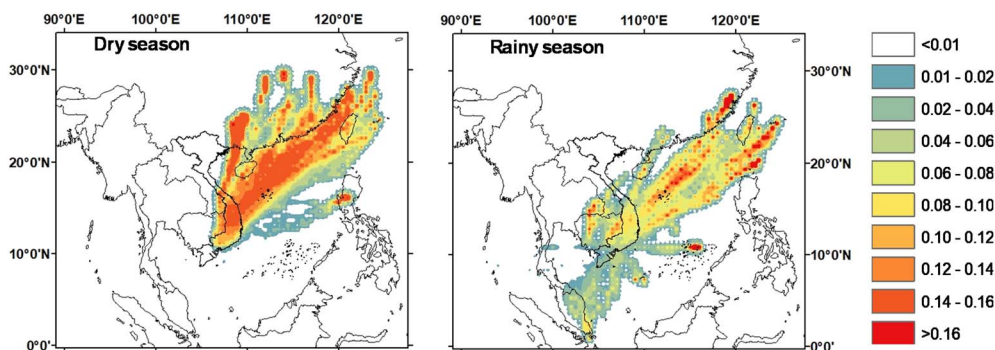 90°0'E 100°0'E 110°0'E 120°0'E 90°0'E 100°0'E 110°0'E 120°0'E
Dry season
Rainy season
<0.01
0.01 - 0.02
0.02 - 0.04
0.04 - 0.06
0.06 - 0.08
0.08 - 0.10
0.10 - 0.12
0.12 - 0.14
0.14 - 0.16
>0.16
30°0'N
20°0'N
10°0'N
0°0'
30°0'N
20°0'N
10°0'N
0°0'